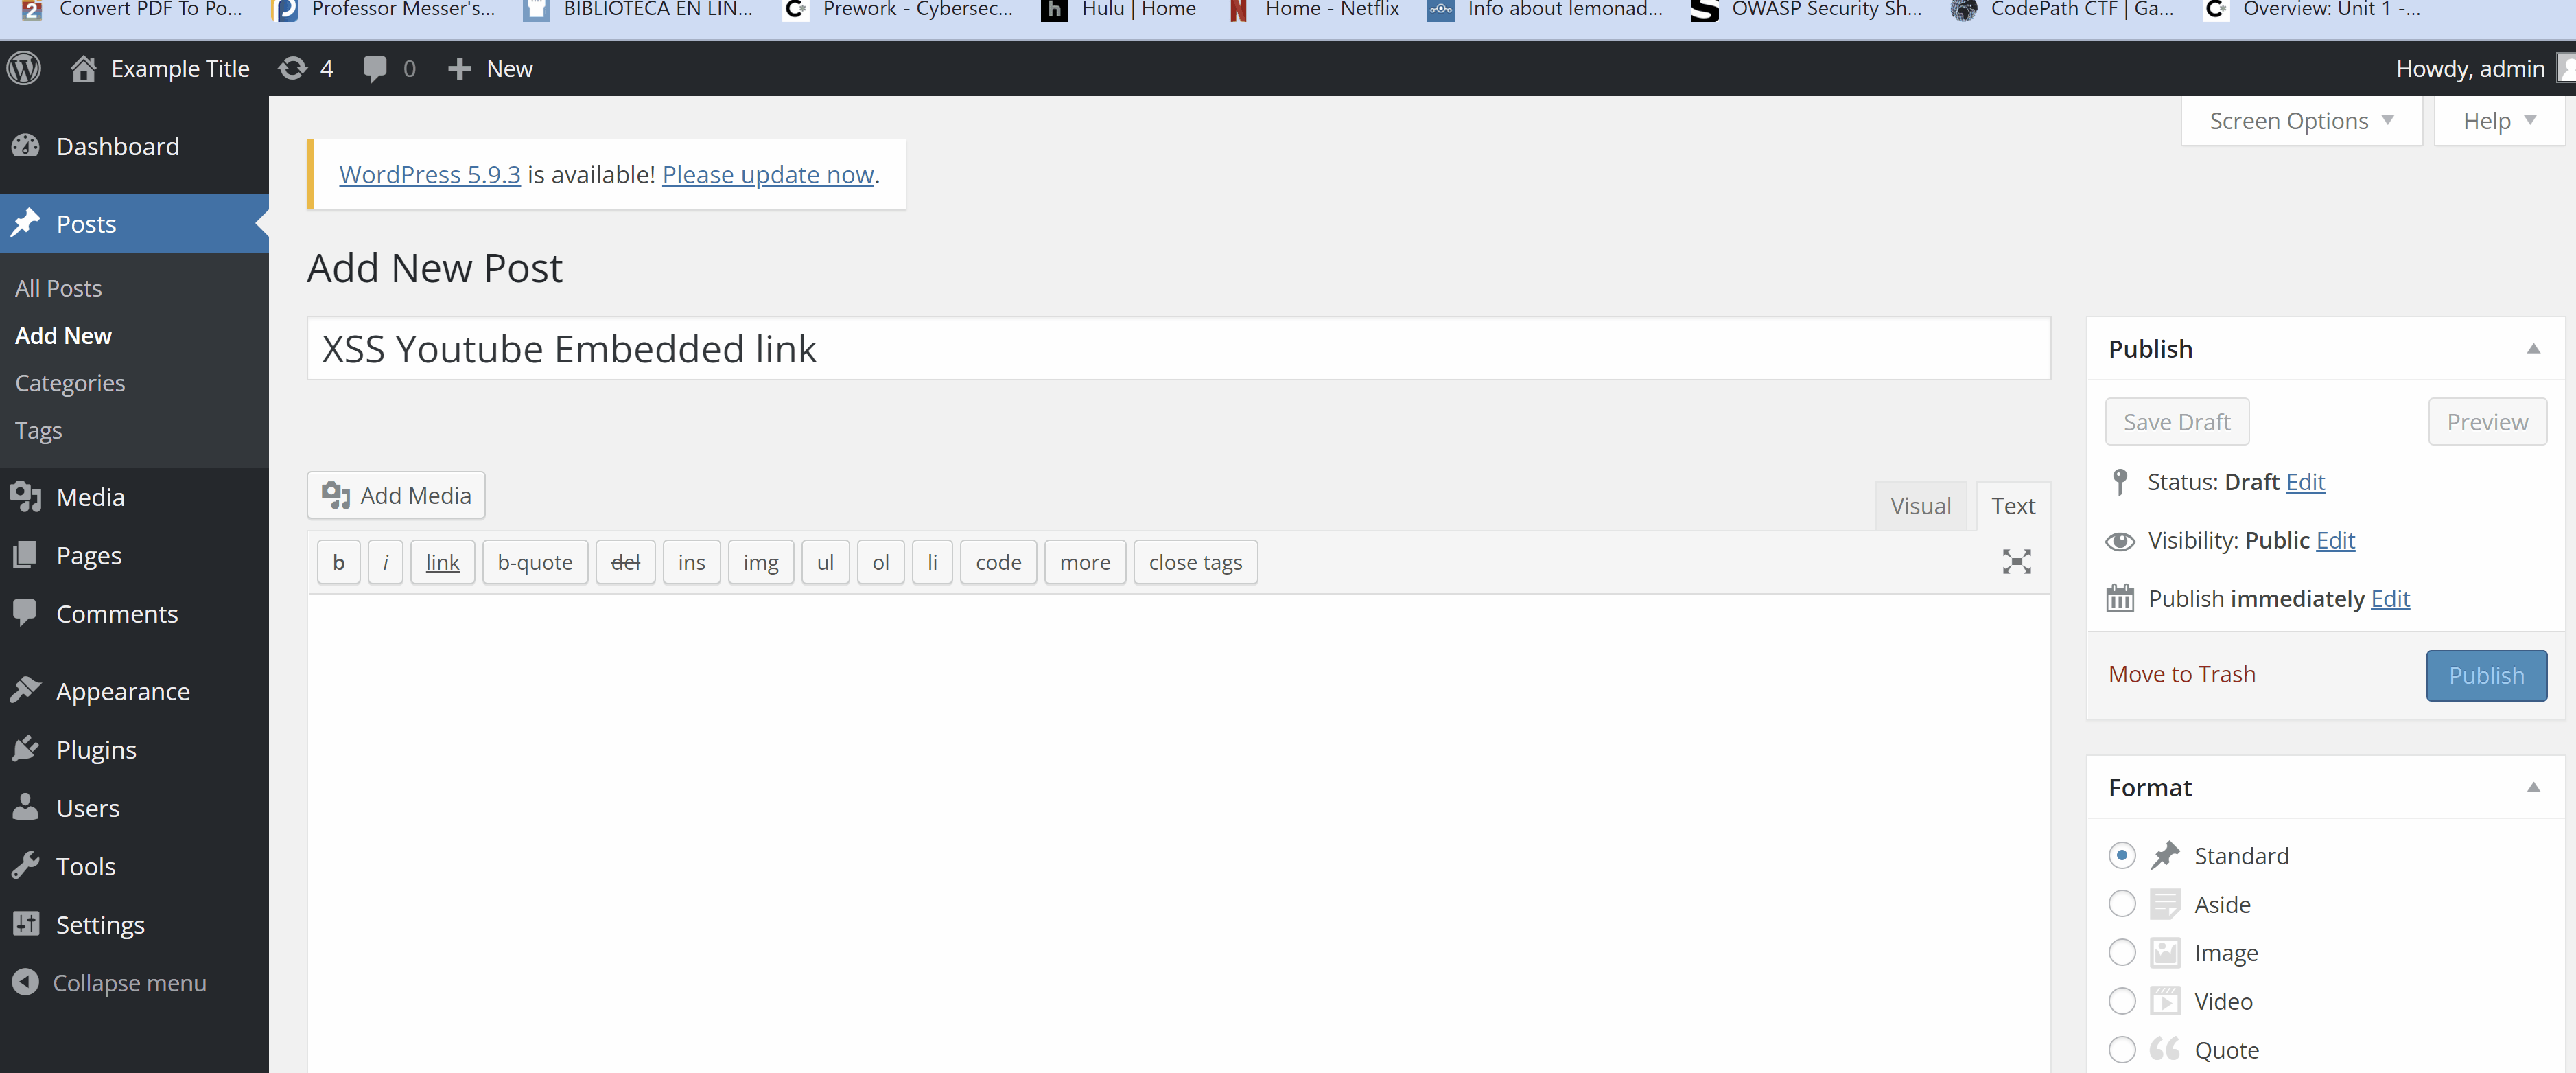 Convert PDF To Po... Professor Messer's... BIBLIOTECA EN LÍN... Prework - Cybersec... Hulu | Home Home - Netflix Info about lemonad... OWASP Security Sh... CodePath CTF | Ga... Overview: Unit 1 -...
Example Title 4 0 New Howdy, admin
Screen Options Help
Dashboard
WordPress 5.9.3 is available! Please update now.
Posts
Add New Post
All Posts
Add New
XSS Youtube Embedded link
Publish
Categories
Save Draft Preview
Tags
Status: Draft Edit
Media
Add Media
Visual Text
Visibility: Public Edit
Pages
b i link b-quote del ins img ul ol li code more close tags
Publish immediately Edit
Comments
Move to Trash Publish
Appearance
Plugins
Format
Users
Standard
Tools
Aside
Settings
Image
Collapse menu
Video
Quote